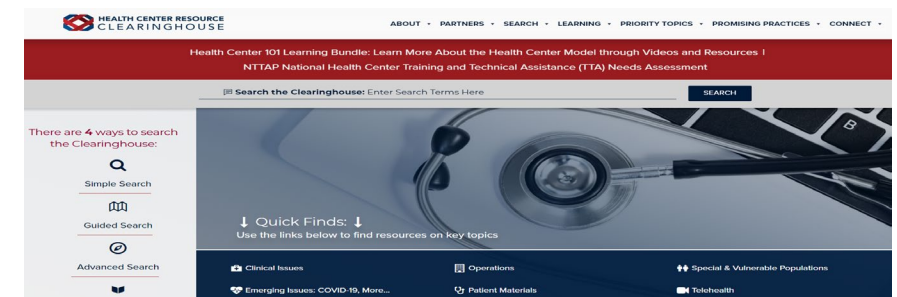 HEALTH CENTER RESOURCE
CLEARINGHOUSE
ABOUT PARTNERS SEARCH LEARNING PRIORITY TOPICS PROMISING PRACTICES CONNECT
Health Center 101 Learning Bundle: Learn More About the Health Center Model through Videos and Resources !
NTTAP National Health Center Training and Technical Assistance (TTA) Needs Assessment
Search the Clearinghouse: Enter Search Terms Here
SEARCH
There are 4 ways to search
the Clearinghouse:
Simple Search
Guided Search
Advanced Search
↓ Quick Finds: ↓
Use the links below to find resources on key topics
Clinical Issues
Operations
Special & Vulnerable Populations
Emerging Issues: COVID-19, More...
Patient Materials
Telehealth
B